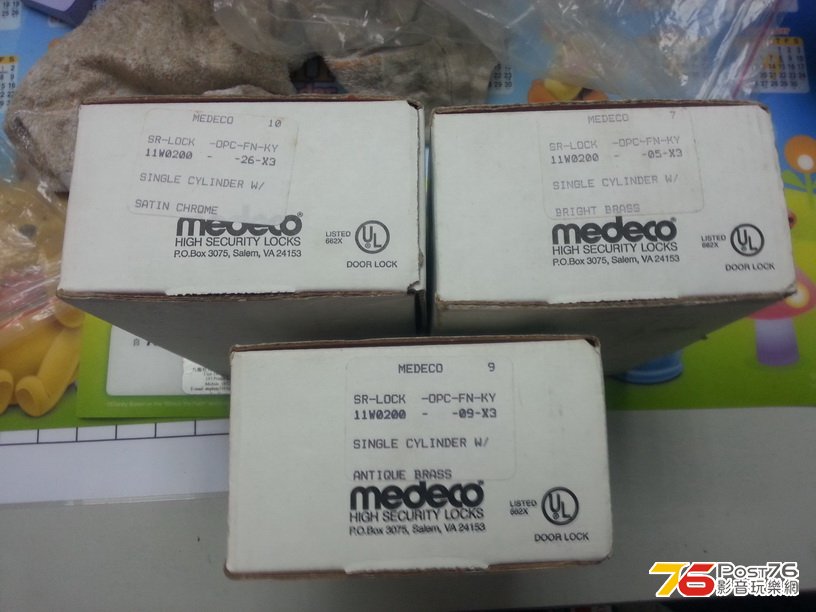 MEDECO 10
SR-LOCK -OPC-FN-KY
11W0200 - -26-X3
SINGLE CYLINDER W/
SATIN CHROME
medeco®
HIGH SECURITY LOCKS
P.O.Box 3075, Salem, VA 24153
LISTED
662X
UL
DOOR LOCK
MEDECO 7
SR-LOCK -OPC-FN-KY
11W0200 - -05-X3
SINGLE CYLINDER W/
BRIGHT BRASS
medeco®
HIGH SECURITY LOCKS
P.O.Box 3075, Salem, VA 24153
LISTED
662X
UL
DOOR LOCK
MEDECO 9
SR-LOCK -OPC-FN-KY
11W0200 - -09-X3
SINGLE CYLINDER W/
ANTIQUE BRASS
medeco®
HIGH SECURITY LOCKS
P.O.Box 3075, Salem, VA 24153
LISTED
662X
UL
DOOR LOCK
76 Post76
影音玩樂網